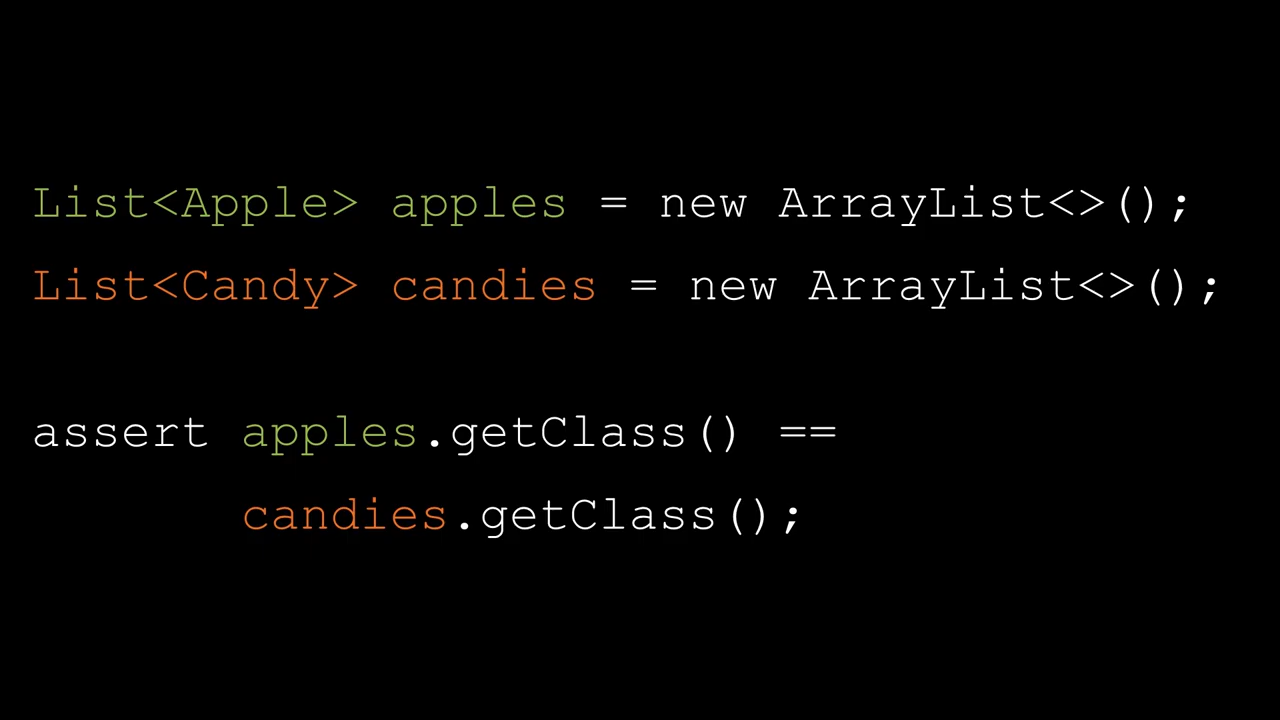 List<Apple> apples = new ArrayList<>();
List<Candy> candies = new ArrayList<>();
assert apples.getClass() ==
candies.getClass();